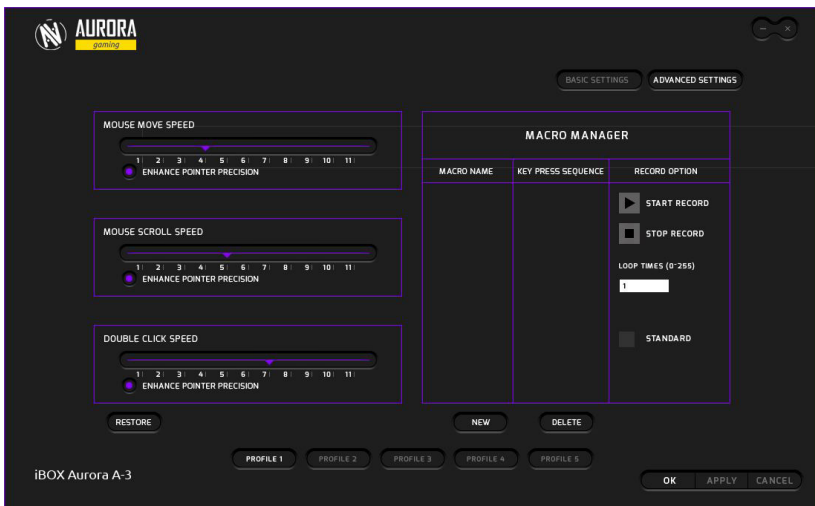 AURORA
gaming
BASIC SETTINGS ADVANCED SETTINGS
MOUSE MOVE SPEED
1 2 3 4 5 6 7 8 9 10 11
ENHANCE POINTER PRECISION
MOUSE SCROLL SPEED
1 2 3 4 5 6 7 8 9 10 11
ENHANCE POINTER PRECISION
DOUBLE CLICK SPEED
1 2 3 4 5 6 7 8 9 10 11
ENHANCE POINTER PRECISION
RESTORE
MACRO MANAGER
MACRO NAME KEY PRESS SEQUENCE RECORD OPTION
START RECORD
STOP RECORD
LOOP TIMES (0~255)
1
STANDARD
NEW DELETE
PROFILE 1 PROFILE 2 PROFILE 3 PROFILE 4 PROFILE 5
iBOX Aurora A-3
OK APPLY CANCEL